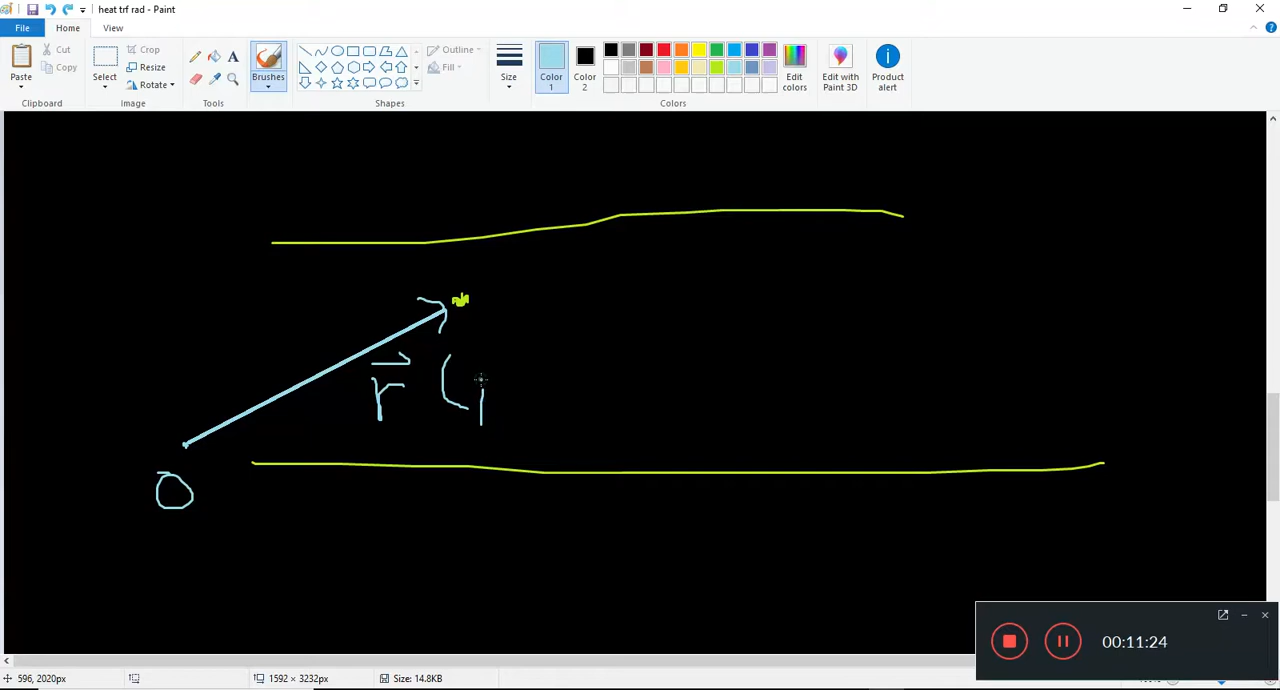 heat trf rad - Paint
File Home View
Paste
Cut
Copy
Clipboard
Select
Crop
Resize
Rotate
Image
A
Tools
Brushes
Outline
Fill
Shapes
Size
Color 1
Color 2
Edit colors
Colors
Edit with Paint 3D
Product alert
r (
O
00:11:24
596, 2020px
1592 × 3232px
Size: 14.8KB